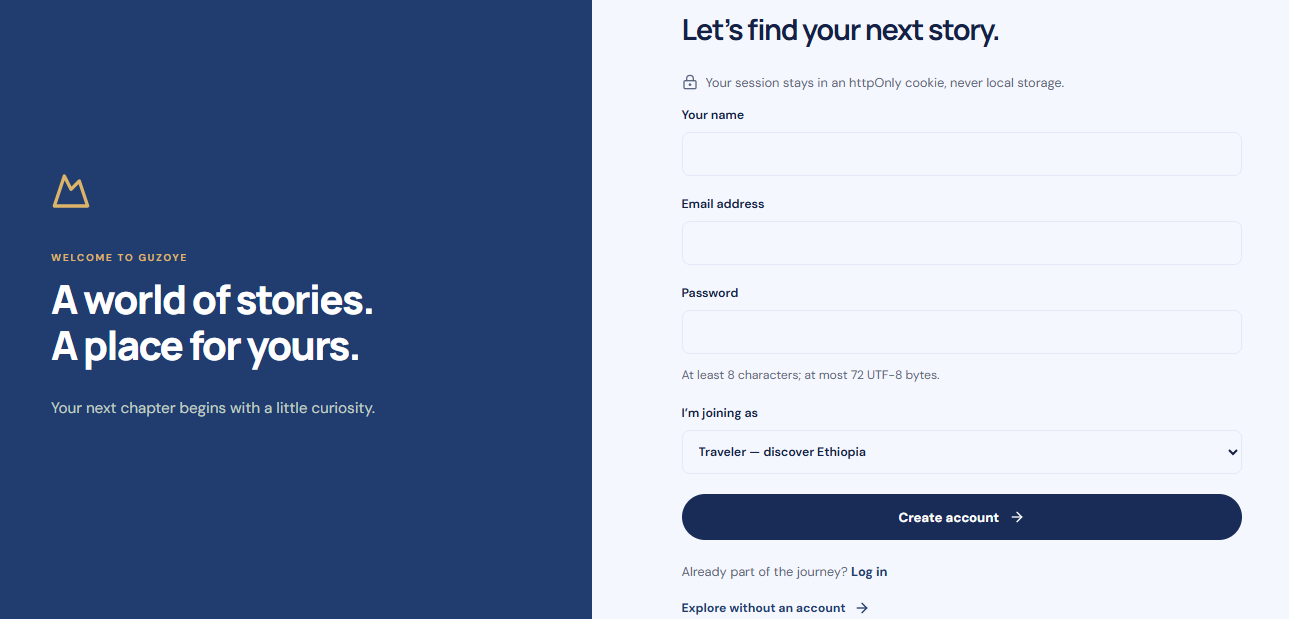 WELCOME TO GUZOYE
A world of stories.
A place for yours.
Your next chapter begins with a little curiosity.
Let’s find your next story.
Your session stays in an httpOnly cookie, never local storage.
Your name
Email address
Password
At least 8 characters; at most 72 UTF-8 bytes.
I’m joining as
Traveler — discover Ethiopia
Create account →
Already part of the journey? Log in
Explore without an account →